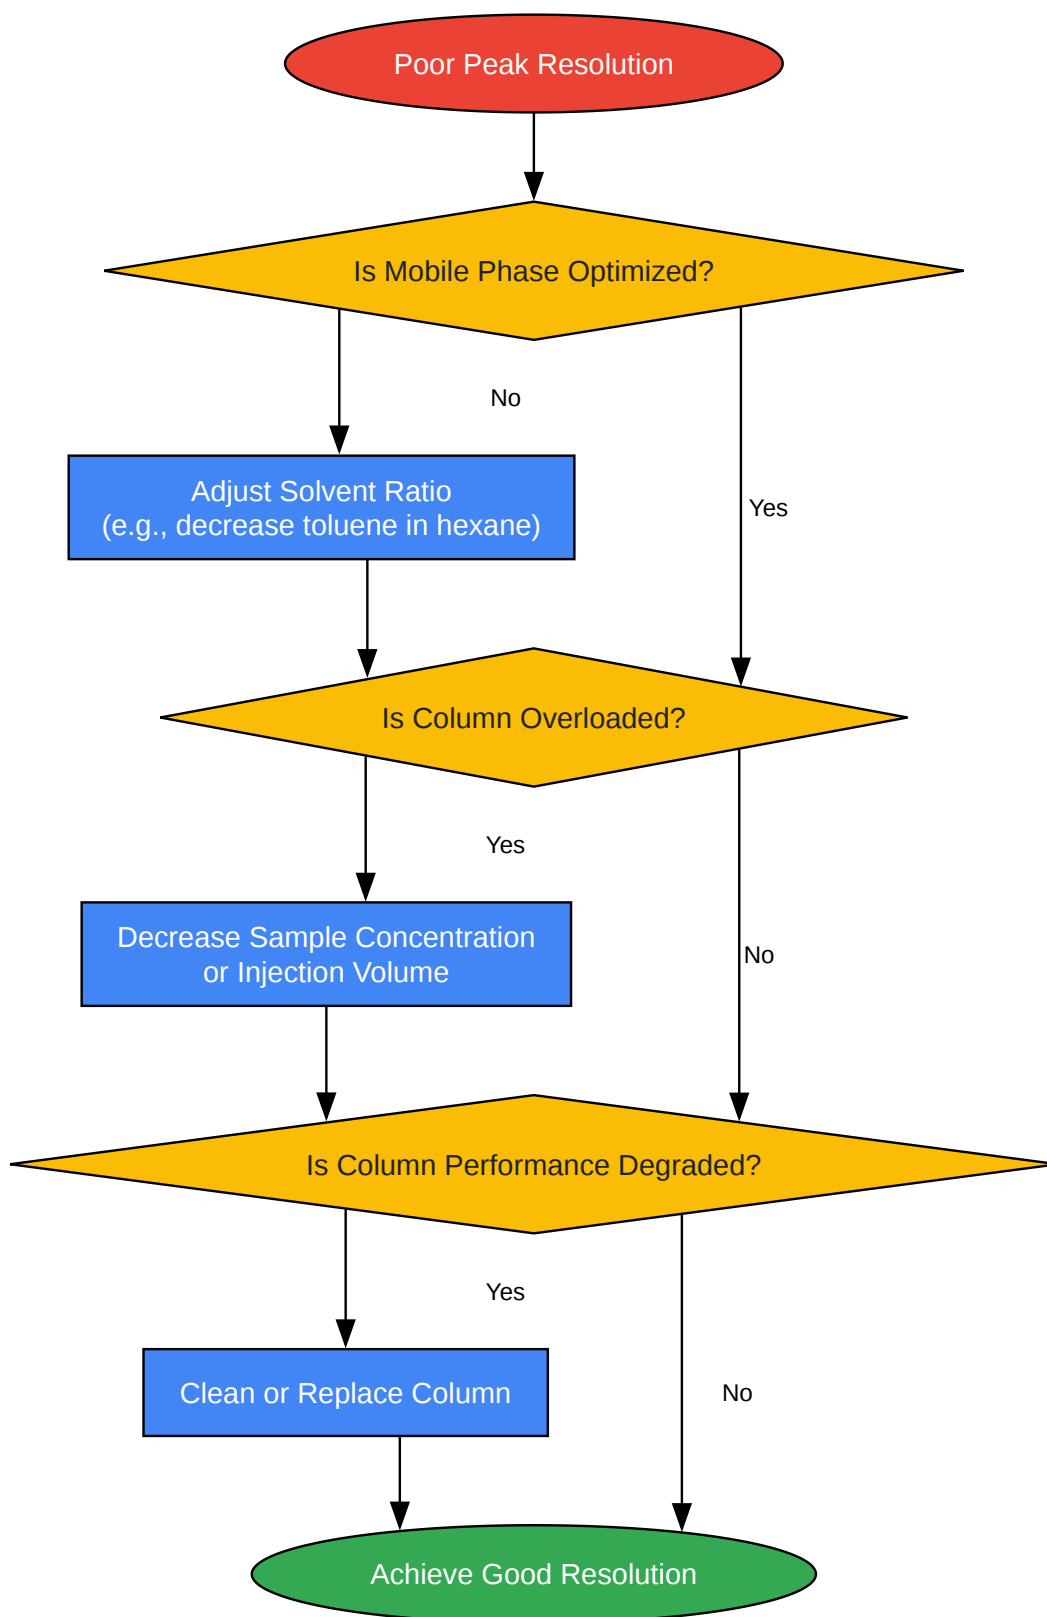 Poor Peak Resolution
Is Mobile Phase Optimized?
No
Adjust Solvent Ratio
(e.g., decrease toluene in hexane)
Yes
Is Column Overloaded?
Yes
Decrease Sample Concentration
or Injection Volume
No
Is Column Performance Degraded?
Yes
Clean or Replace Column
No
Achieve Good Resolution